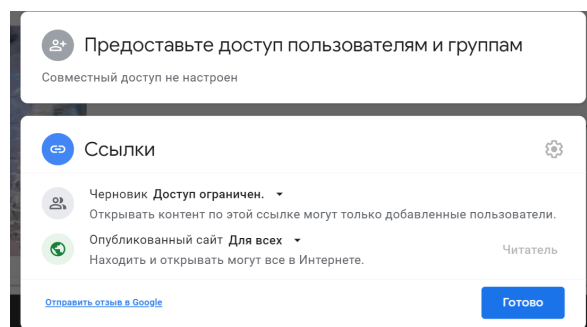 Предоставьте доступ пользователям и группам
Совместный доступ не настроен
Ссылки
Черновик Доступ ограничен.
Открывать контент по этой ссылке могут только добавленные пользователи.
Опубликованный сайт Для всех
Читатель
Находить и открывать могут все в Интернете.
Отправить отзыв в Google
Готово